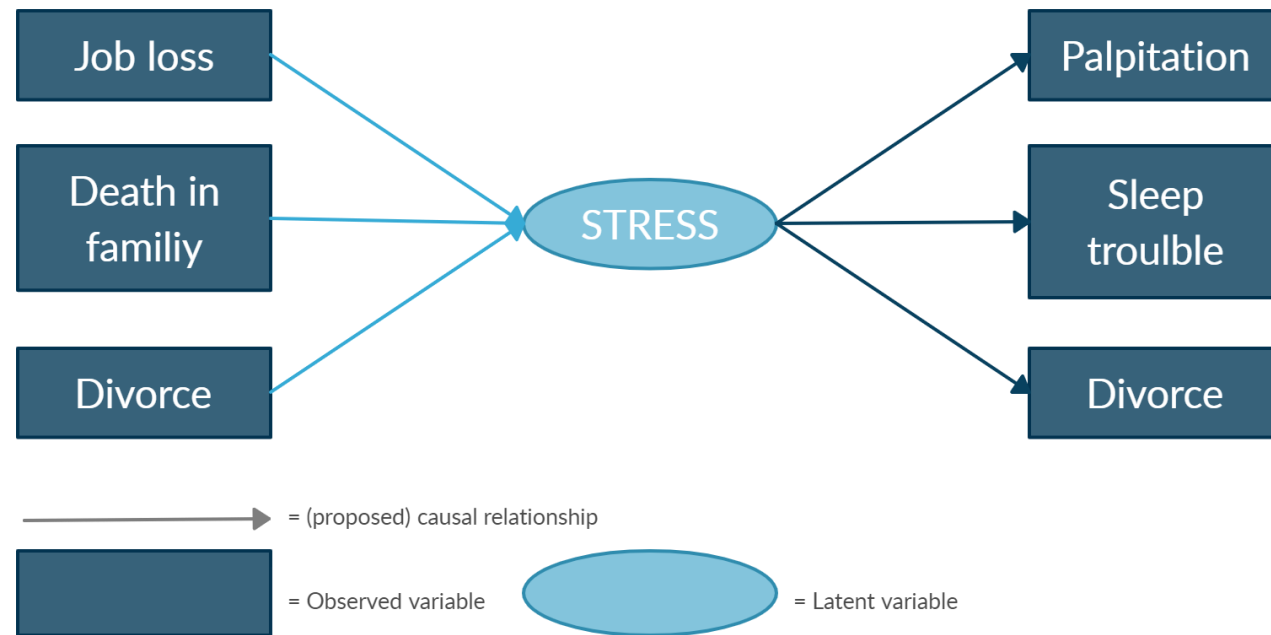 Job loss
Death in
familiy
Divorce
STRESS
Palpitation
Sleep
troulble
Divorce
= (proposed) causal relationship
= Observed variable
= Latent variable